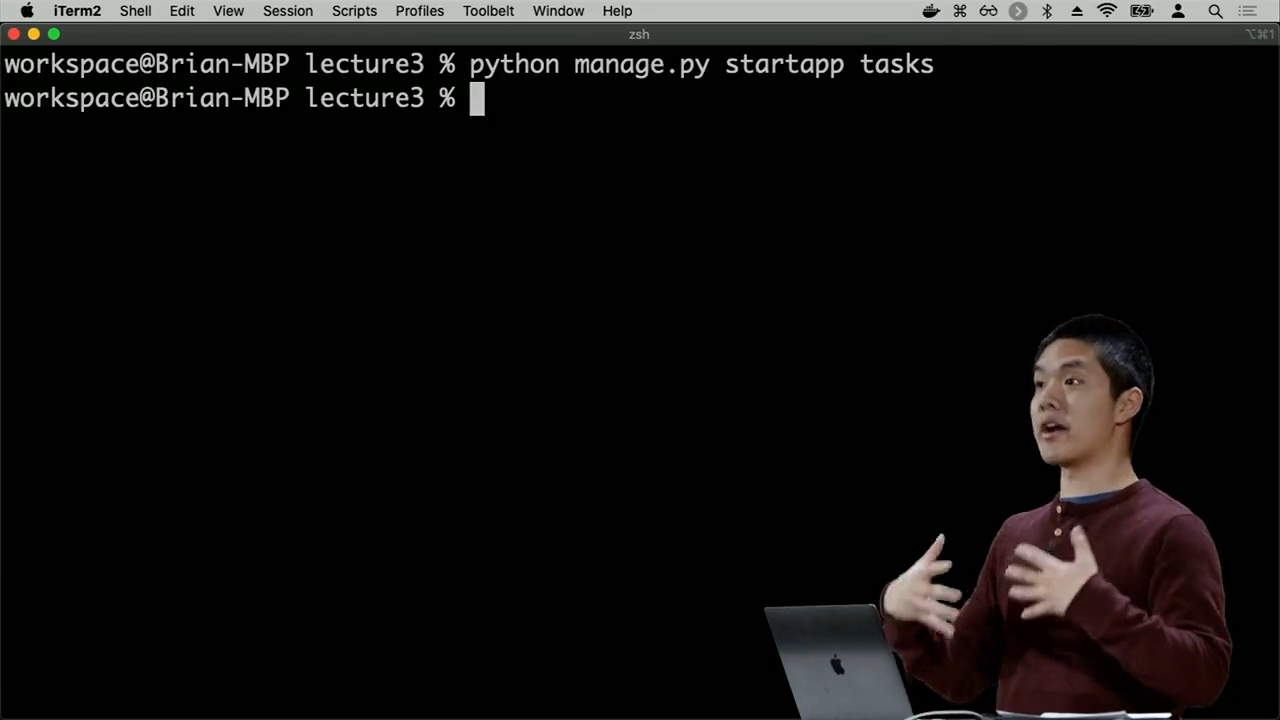 iTerm2 Shell Edit View Session Scripts Profiles Toolbelt Window Help
zsh ⌥⌘1
workspace@Brian-MBP lecture3 % python manage.py startapp tasks
workspace@Brian-MBP lecture3 %